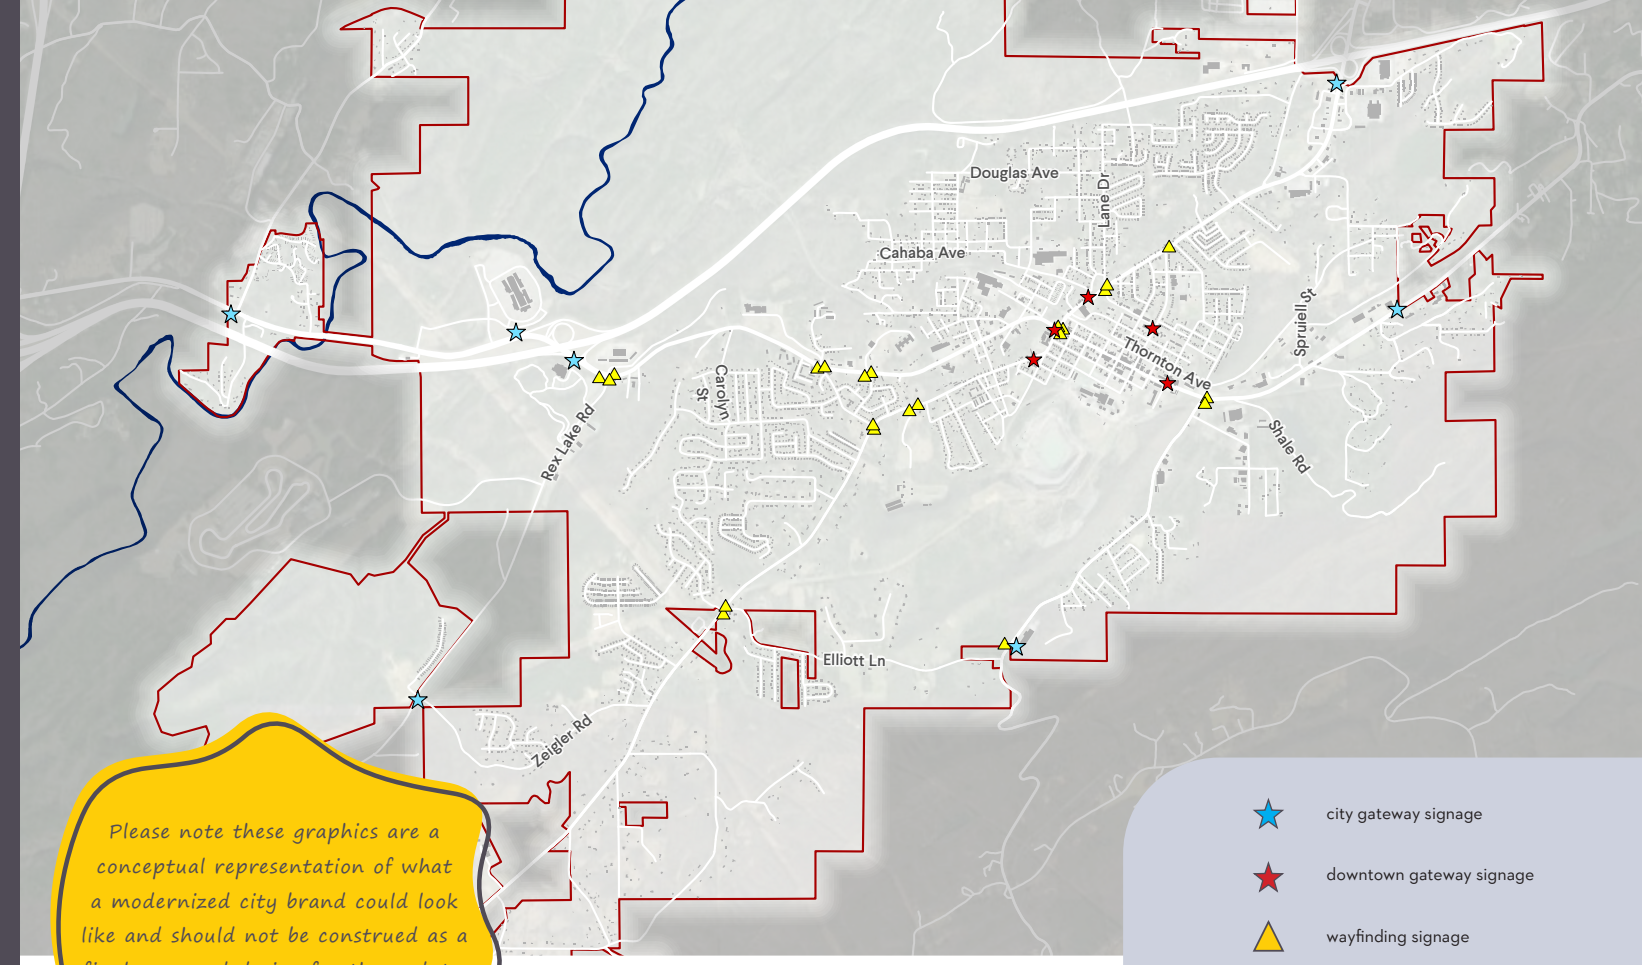 Douglas Ave
Lane Dr
Cahaba Ave
Spruiell St
Thornton Ave
Carolyn
St
Rex Lake Rd
Shale Rd
Elliott Ln
Zeigler Rd
Please note these graphics are a
conceptual representation of what
a modernized city brand could look
like and should not be construed as a
city gateway signage
downtown gateway signage
wayfinding signage